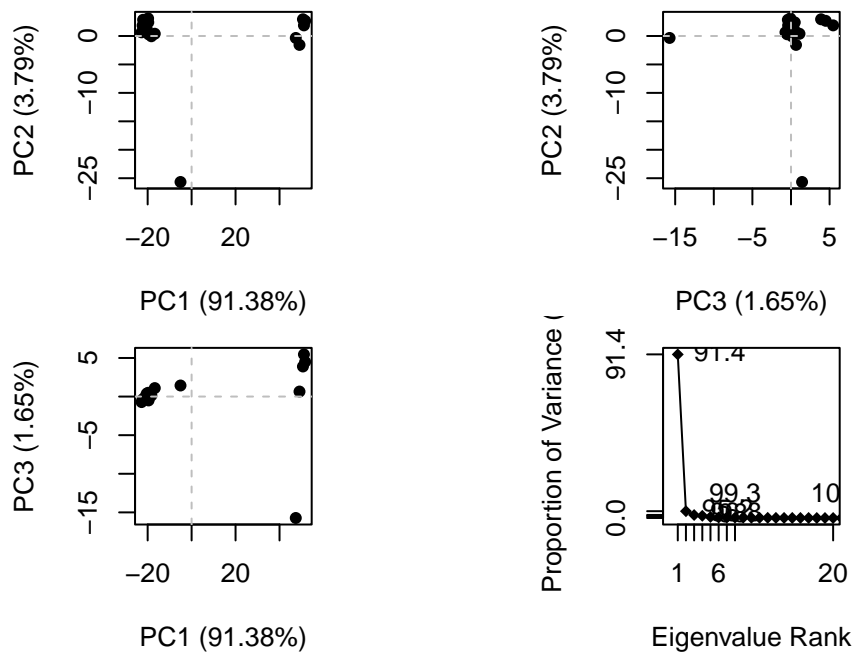 0
−10
−25
PC2 (3.79%)
−20 20
PC1 (91.38%)
0
−10
−25
PC2 (3.79%)
−15 −5 5
PC3 (1.65%)
5
−5
−15
PC3 (1.65%)
−20 20
PC1 (91.38%)
91.4
0.0
Proportion of Variance (
91.4
99.3
10
1 6 20
Eigenvalue Rank